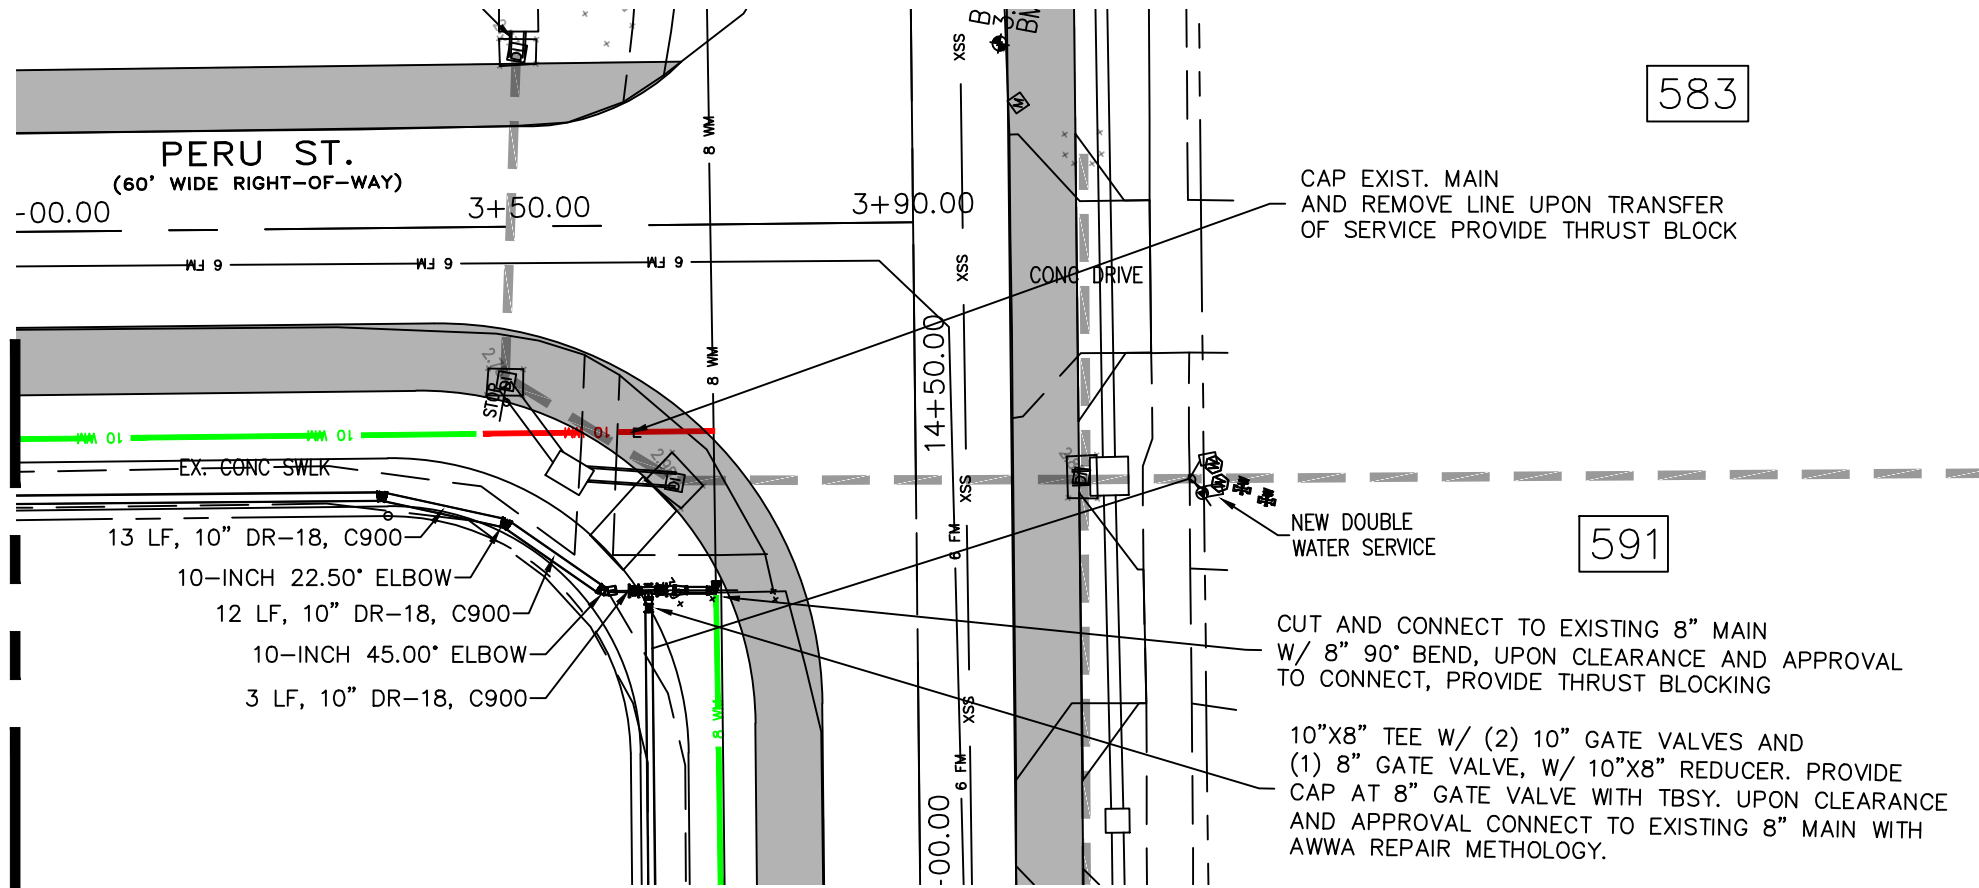 583
PERU ST.
(60' WIDE RIGHT-OF-WAY)
-00.00
3+50.00
3+90.00
CAP EXIST. MAIN
AND REMOVE LINE UPON TRANSFER
OF SERVICE PROVIDE THRUST BLOCK
6 FM
6 FM
6 FM
8 WM
8 WM
XSS
XSS
CONC DRIVE
14+50.00
STOP
10 WM
10 WM
10 WM
EX. CONC SWLK
DI
DI
DI
DI
XSS
NEW DOUBLE
WATER SERVICE
591
13 LF, 10" DR-18, C900
10-INCH 22.50° ELBOW
12 LF, 10" DR-18, C900
10-INCH 45.00° ELBOW
3 LF, 10" DR-18, C900
6 FM
8 WM
XSS
6 FM
-00.00
CUT AND CONNECT TO EXISTING 8" MAIN
W/ 8" 90° BEND, UPON CLEARANCE AND APPROVAL
TO CONNECT, PROVIDE THRUST BLOCKING
10"X8" TEE W/ (2) 10" GATE VALVES AND
(1) 8" GATE VALVE, W/ 10"X8" REDUCER. PROVIDE
CAP AT 8" GATE VALVE WITH TBSY. UPON CLEARANCE
AND APPROVAL CONNECT TO EXISTING 8" MAIN WITH
AWWA REPAIR METHOLOGY.